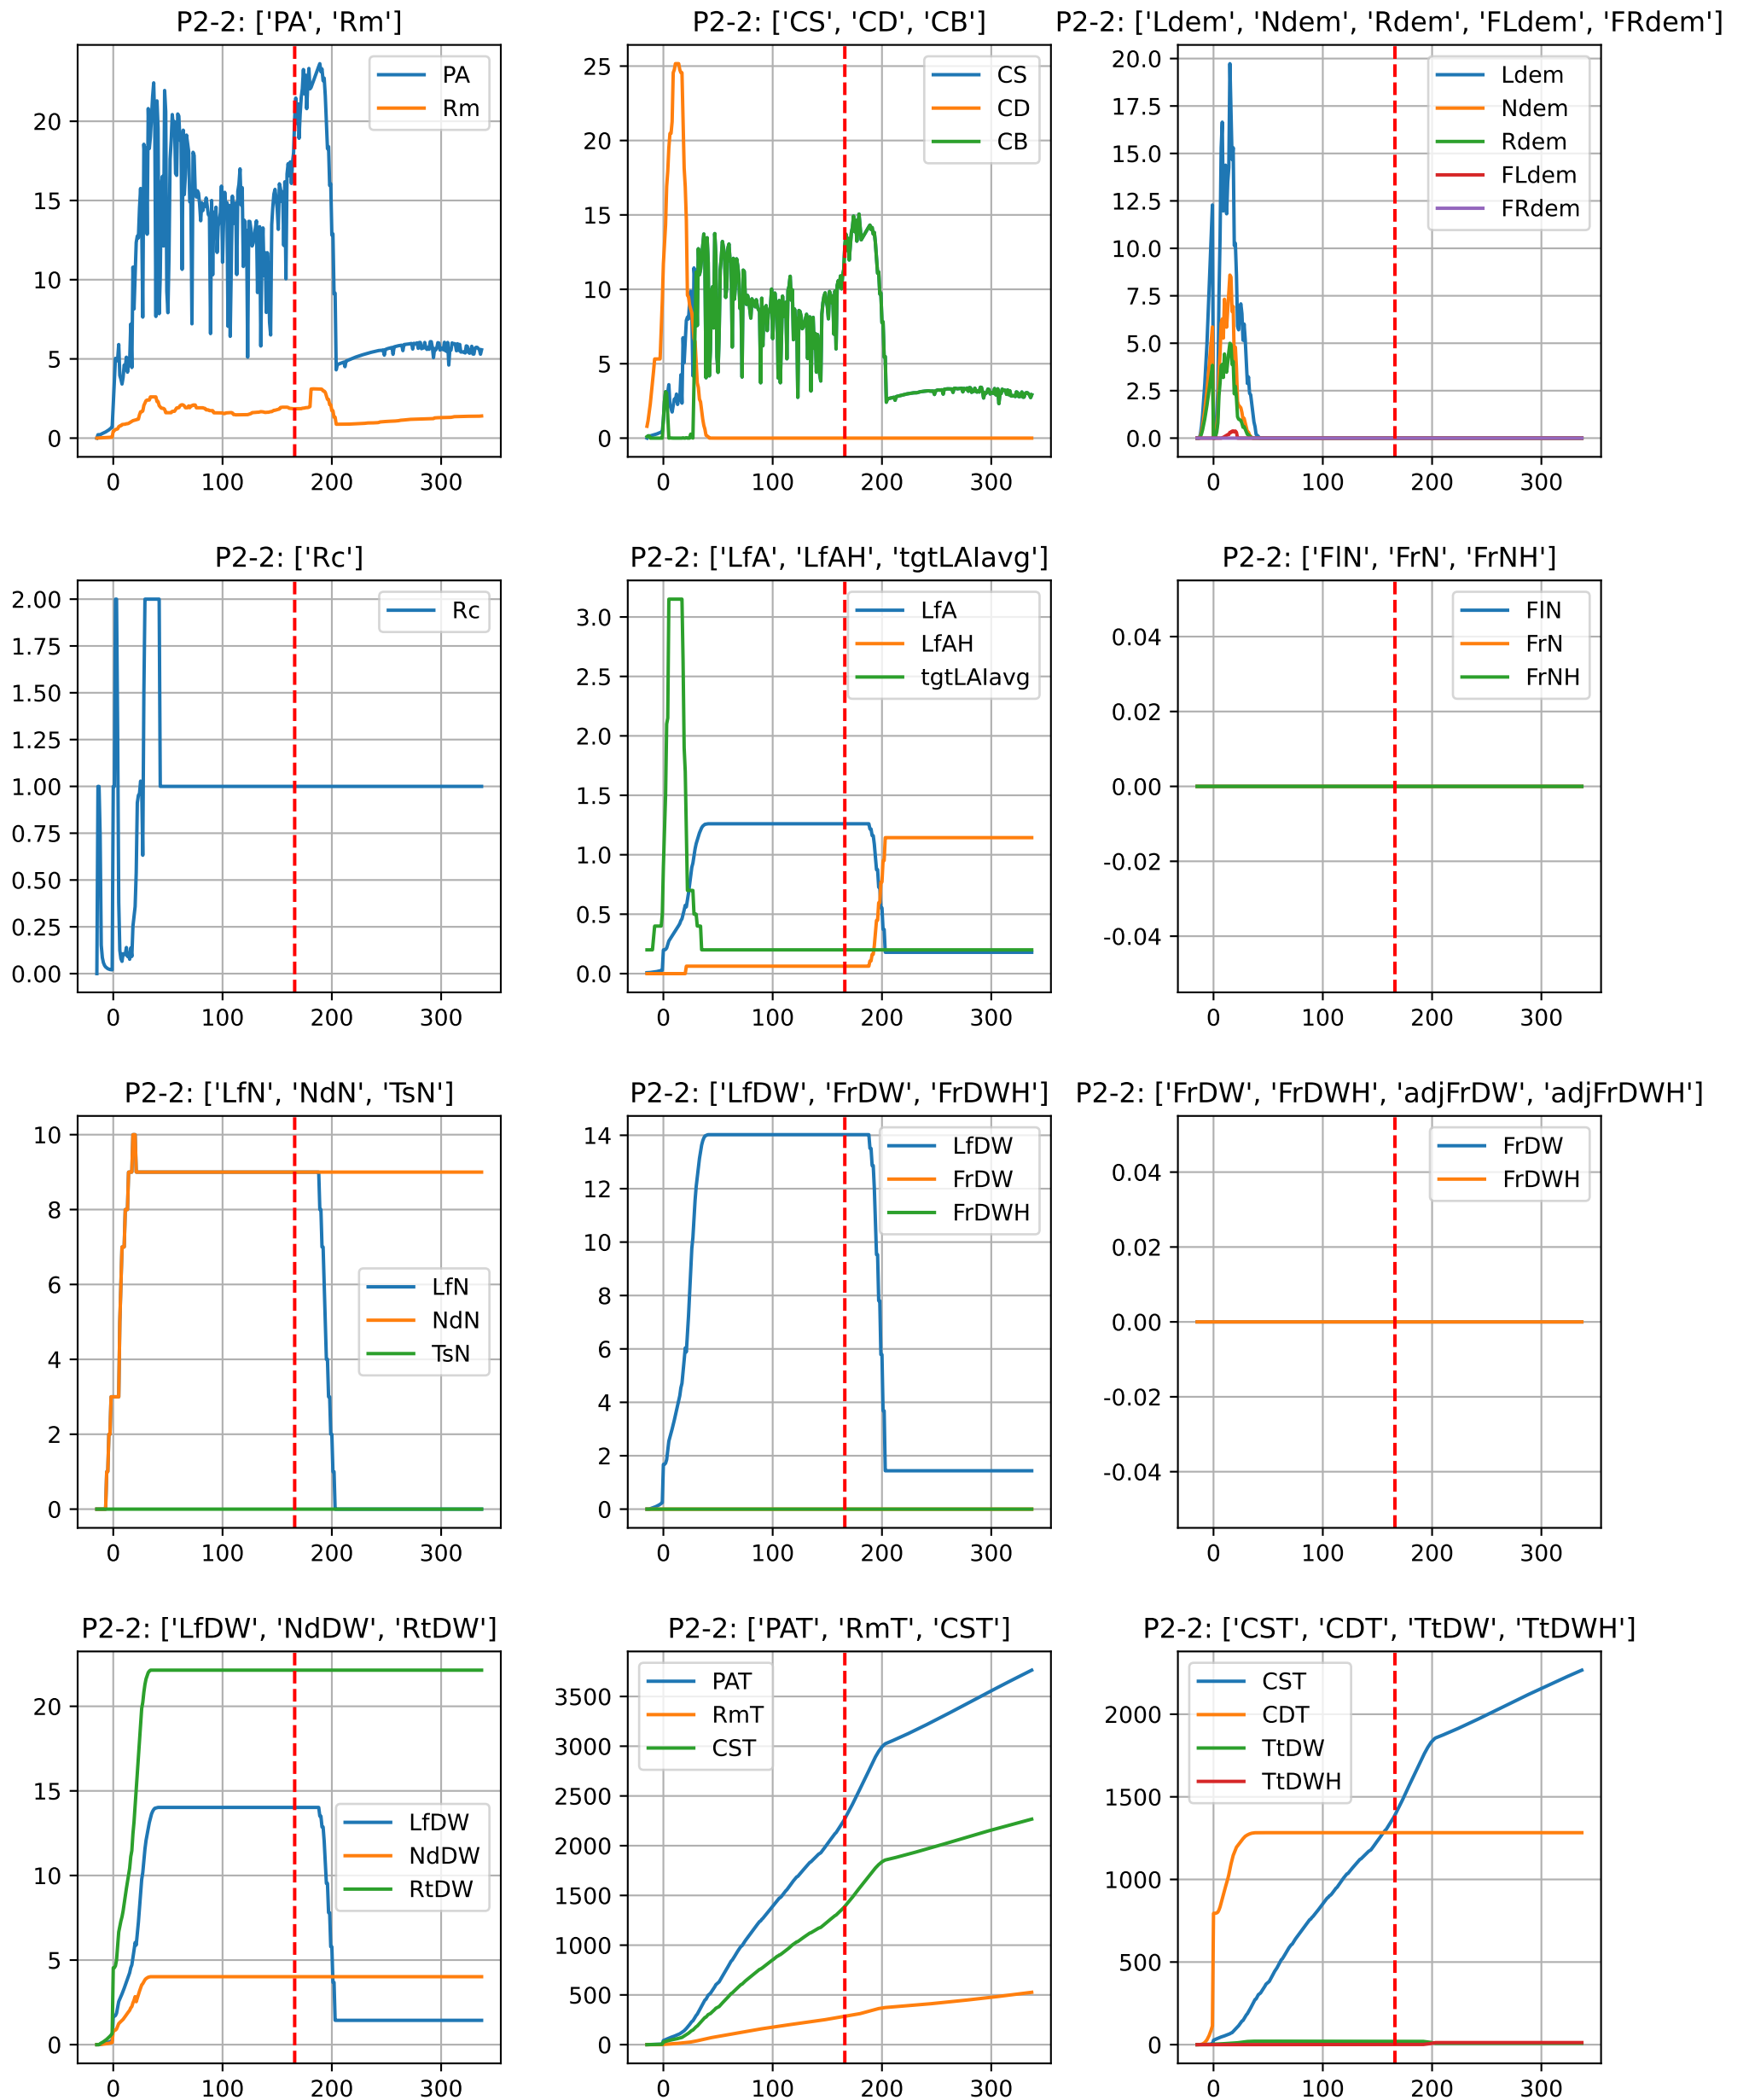 P2-2: ['PA', 'Rm']
PA
Rm
20
15
10
5
0
0 100 200 300
P2-2: ['CS', 'CD', 'CB']
CS
CD
CB
25
20
15
10
5
0
0 100 200 300
P2-2: ['Ldem', 'Ndem', 'Rdem', 'FLdem', 'FRdem']
Ldem
Ndem
Rdem
FLdem
FRdem
20.0
17.5
15.0
12.5
10.0
7.5
5.0
2.5
0.0
0 100 200 300
P2-2: ['Rc']
Rc
2.00
1.75
1.50
1.25
1.00
0.75
0.50
0.25
0.00
0 100 200 300
P2-2: ['LfA', 'LfAH', 'tgtLAIavg']
LfA
LfAH
tgtLAIavg
3.0
2.5
2.0
1.5
1.0
0.5
0.0
0 100 200 300
P2-2: ['FlN', 'FrN', 'FrNH']
FlN
FrN
FrNH
0.04
0.02
0.00
-0.02
-0.04
0 100 200 300
P2-2: ['LfN', 'NdN', 'TsN']
LfN
NdN
TsN
10
8
6
4
2
0
0 100 200 300
P2-2: ['LfDW', 'FrDW', 'FrDWH']
LfDW
FrDW
FrDWH
14
12
10
8
6
4
2
0
0 100 200 300
P2-2: ['FrDW', 'FrDWH', 'adjFrDW', 'adjFrDWH']
FrDW
FrDWH
0.04
0.02
0.00
-0.02
-0.04
0 100 200 300
P2-2: ['LfDW', 'NdDW', 'RtDW']
LfDW
NdDW
RtDW
20
15
10
5
0
0 100 200 300
P2-2: ['PAT', 'RmT', 'CST']
PAT
RmT
CST
3500
3000
2500
2000
1500
1000
500
0
0 100 200 300
P2-2: ['CST', 'CDT', 'TtDW', 'TtDWH']
CST
CDT
TtDW
TtDWH
2000
1500
1000
500
0
0 100 200 300